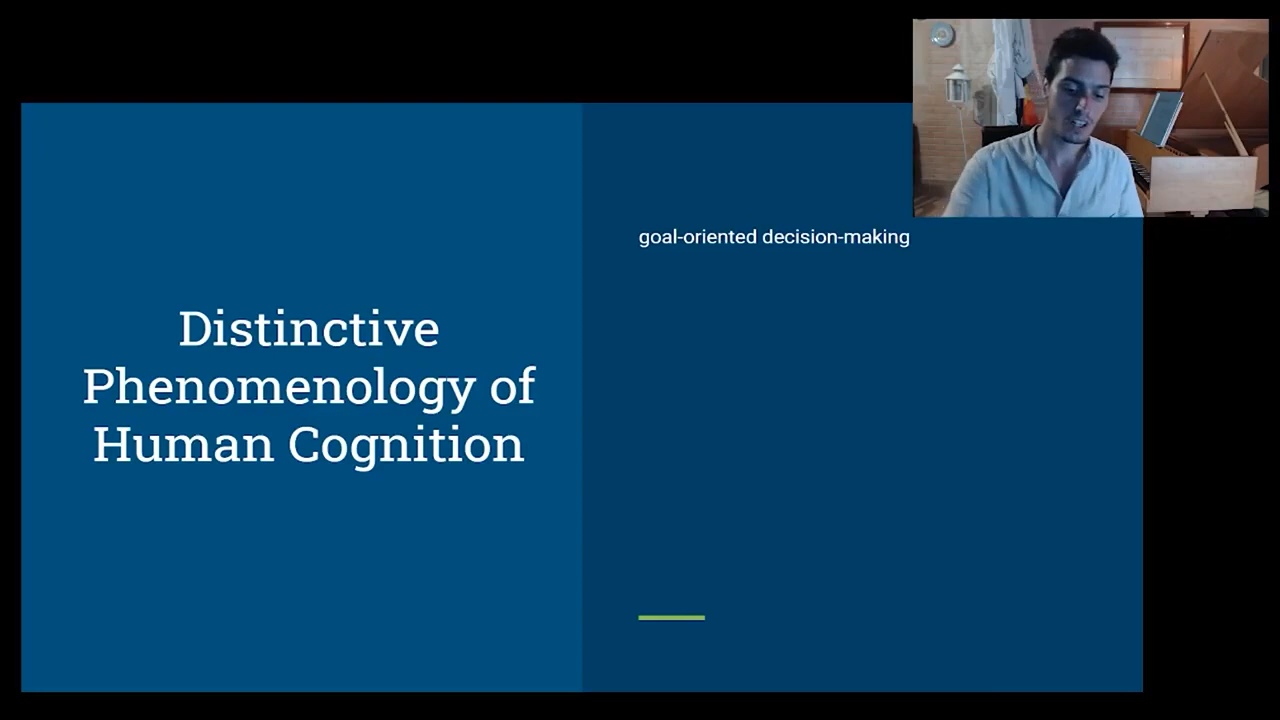 Distinctive
Phenomenology of
Human Cognition
goal-oriented decision-making